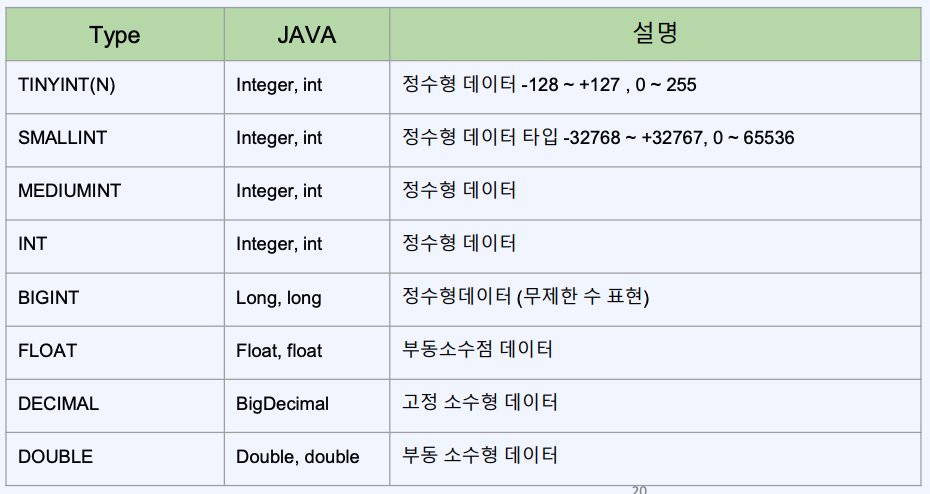 Type JAVA 설명
TINYINT(N) Integer, int 정수형 데이터 -128 ~ +127 , 0 ~ 255
SMALLINT Integer, int 정수형 데이터 타입 -32768 ~ +32767, 0 ~ 65536
MEDIUMINT Integer, int 정수형 데이터
INT Integer, int 정수형 데이터
BIGINT Long, long 정수형데이터 (무제한 수 표현)
FLOAT Float, float 부동소수점 데이터
DECIMAL BigDecimal 고정 소수형 데이터
DOUBLE Double, double 부동 소수형 데이터
20